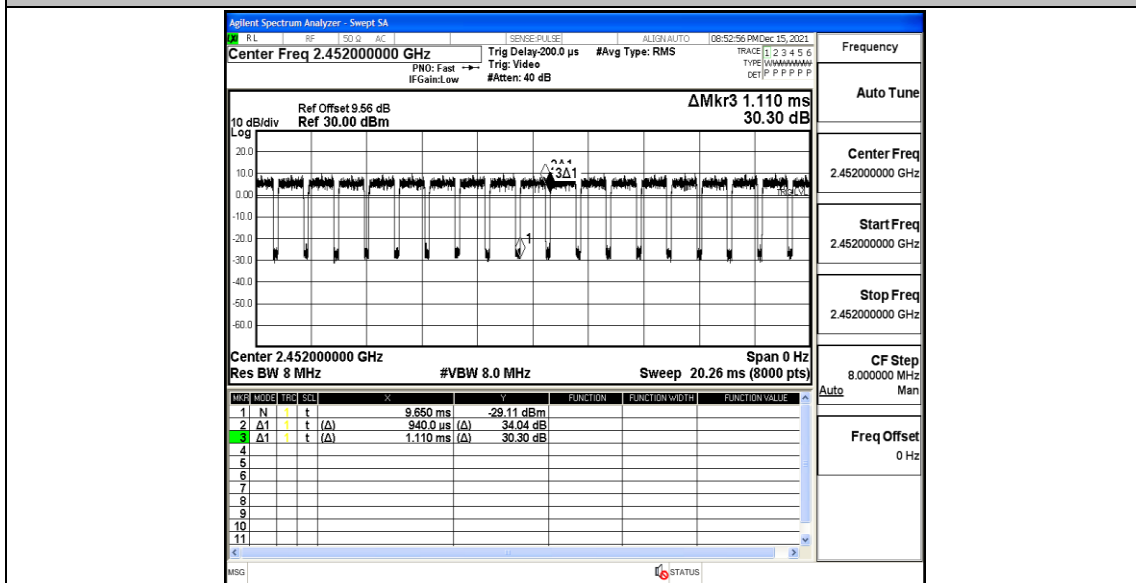 Agilent Spectrum Analyzer - Swept SA
RL RF 50 Ω AC SENSE:PULSE ALIGNAUTO 08:52:56 PMDec 15, 2021
Center Freq 2.452000000 GHz
PNO: Fast
IFGain:Low
Trig Delay-200.0 µs
Trig: Video
#Atten: 40 dB
#Avg Type: RMS
TRACE 1 2 3 4 5 6
TYPE
DET P P P P P P
ΔMkr3 1.110 ms
30.30 dB
Ref Offset 9.56 dB
Ref 30.00 dBm
10 dB/div
Log
20.0
10.0
0.00
-10.0
-20.0
-30.0
-40.0
-50.0
-60.0
3Δ1
1
TRIG LVL
Center 2.452000000 GHz Span 0 Hz
Res BW 8 MHz #VBW 8.0 MHz Sweep 20.26 ms (8000 pts)
MKR MODE TRC SCL X Y FUNCTION FUNCTION WIDTH FUNCTION VALUE
1 N 1 t 9.650 ms -29.11 dBm
2 Δ1 1 t (Δ) 940.0 µs (Δ) 34.04 dB
3 Δ1 1 t (Δ) 1.110 ms (Δ) 30.30 dB
4
5
6
7
8
9
10
11
MSG STATUS
Frequency
Auto Tune
Center Freq
2.452000000 GHz
Start Freq
2.452000000 GHz
Stop Freq
2.452000000 GHz
CF Step
8.000000 MHz
Auto Man
Freq Offset
0 Hz